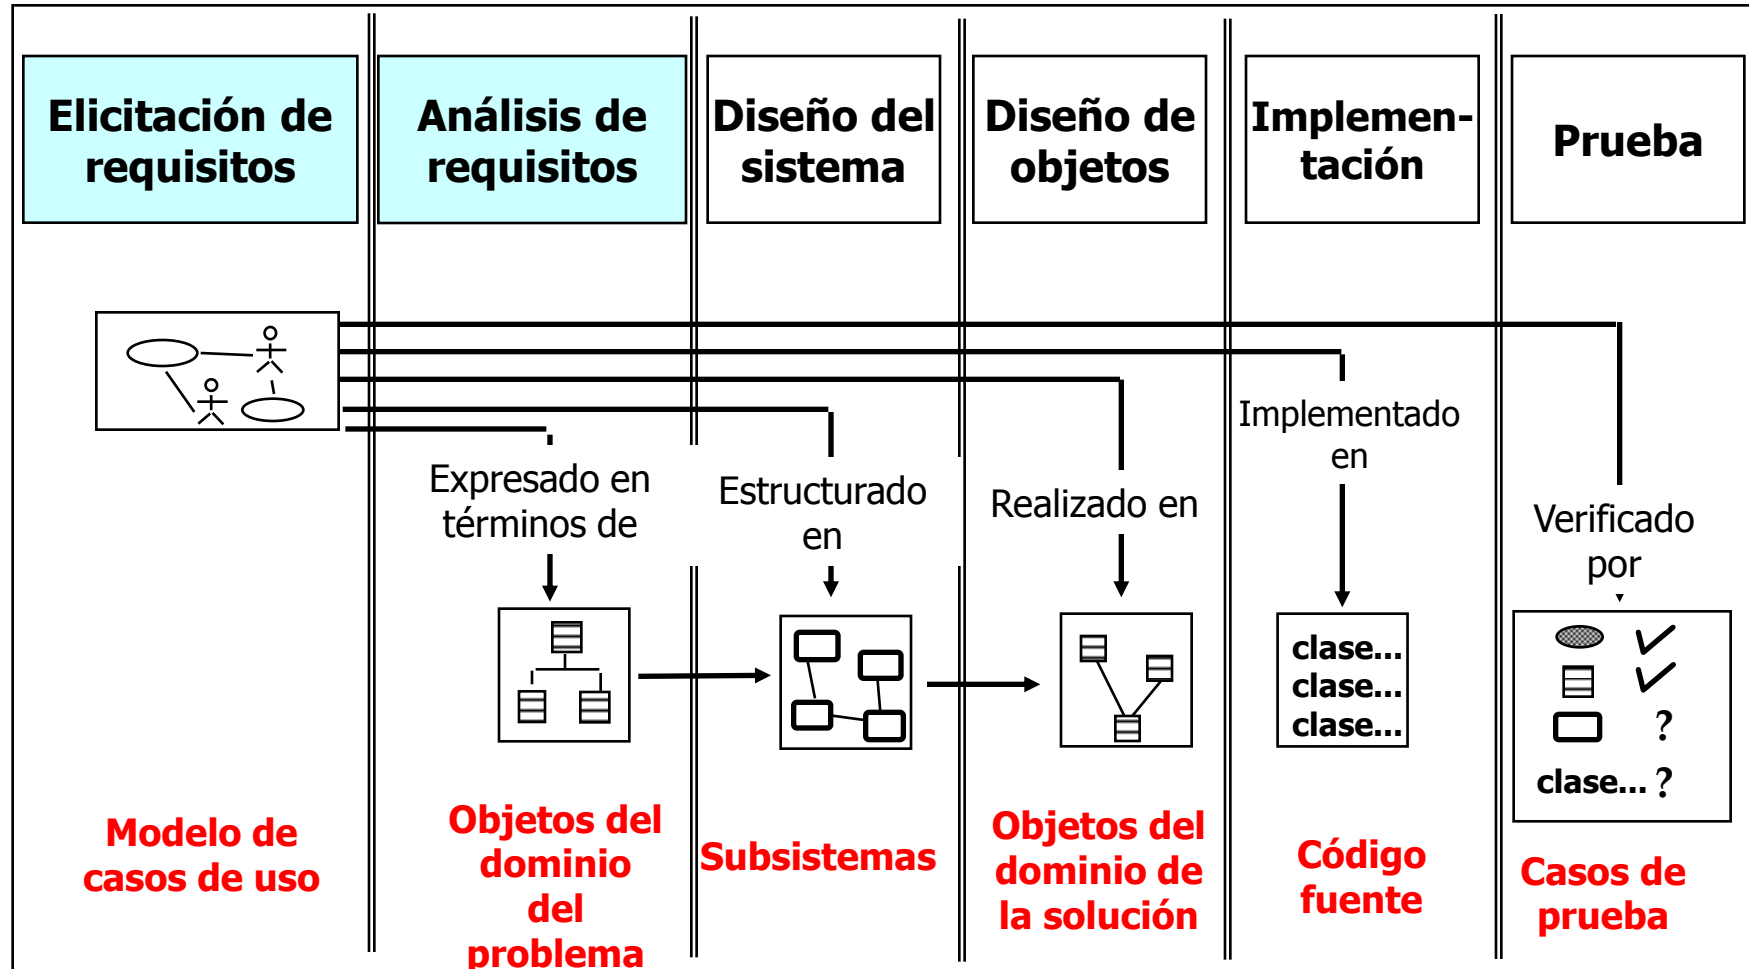 Elicitación de
requisitos
Análisis de
requisitos
Diseño del
sistema
Diseño de
objetos
Implemen-
tación
Prueba
Expresado en
términos de
Estructurado
en
Realizado en
Implementado
en
Verificado
por
clase...
clase...
clase...
?
clase... ?
Modelo de
casos de uso
Objetos del
dominio
del
problema
Subsistemas
Objetos del
dominio de
la solución
Código
fuente
Casos de
prueba